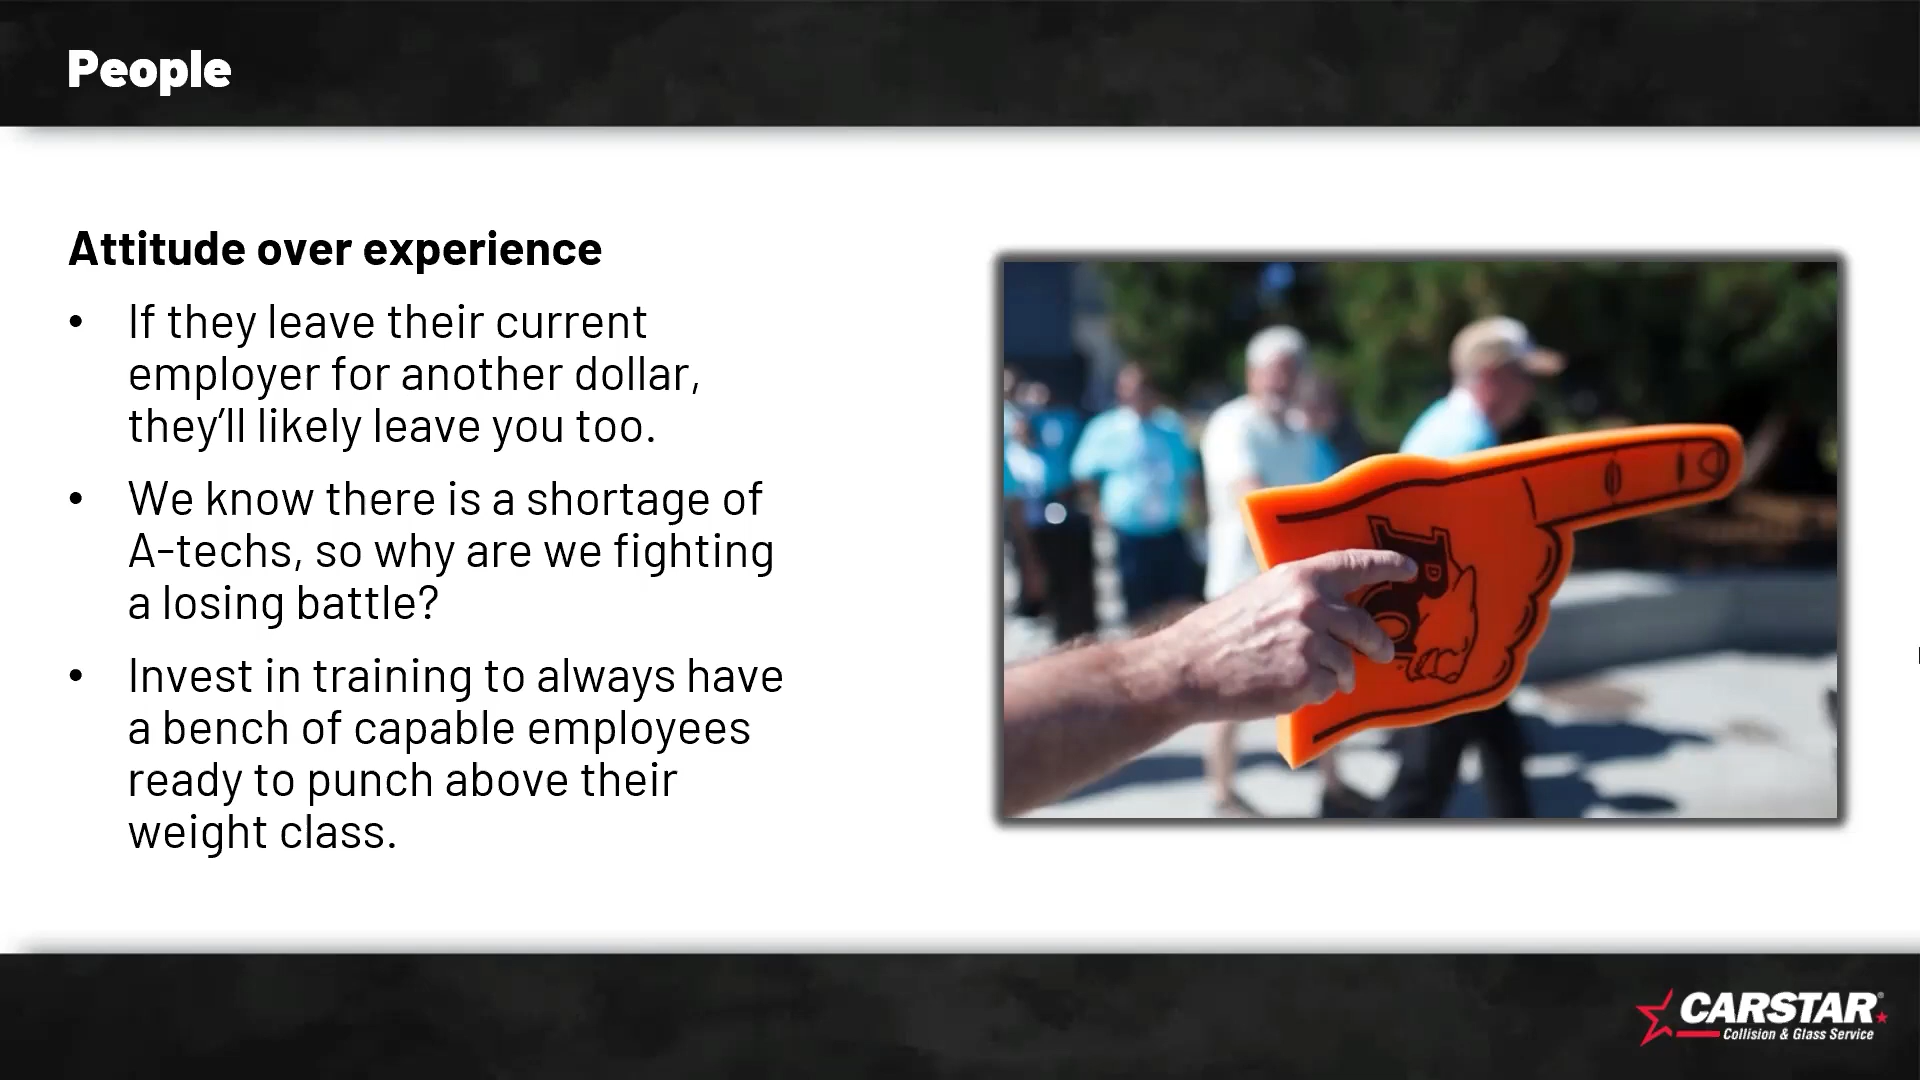 People
Attitude over experience
• If they leave their current
employer for another dollar,
they’ll likely leave you too.
• We know there is a shortage of
A-techs, so why are we fighting
a losing battle?
• Invest in training to always have
a bench of capable employees
ready to punch above their
weight class.
CARSTAR®
Collision & Glass Service